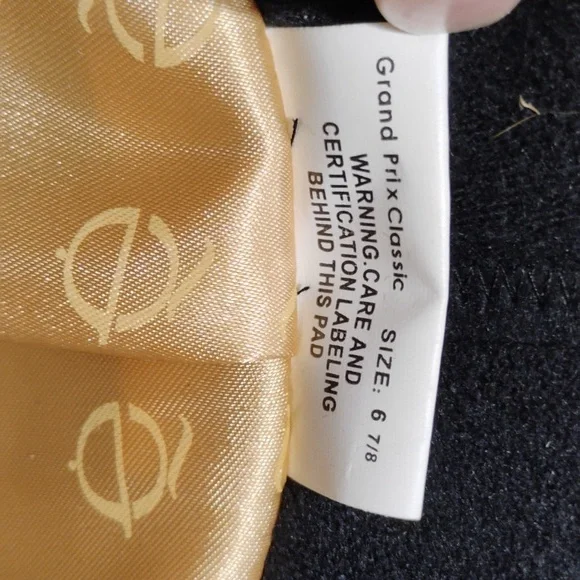 Grand Prix Classic SIZE: 6 7/8
WARNING.CARE AND
CERTIFICATION LABELING
BEHIND THIS PAD